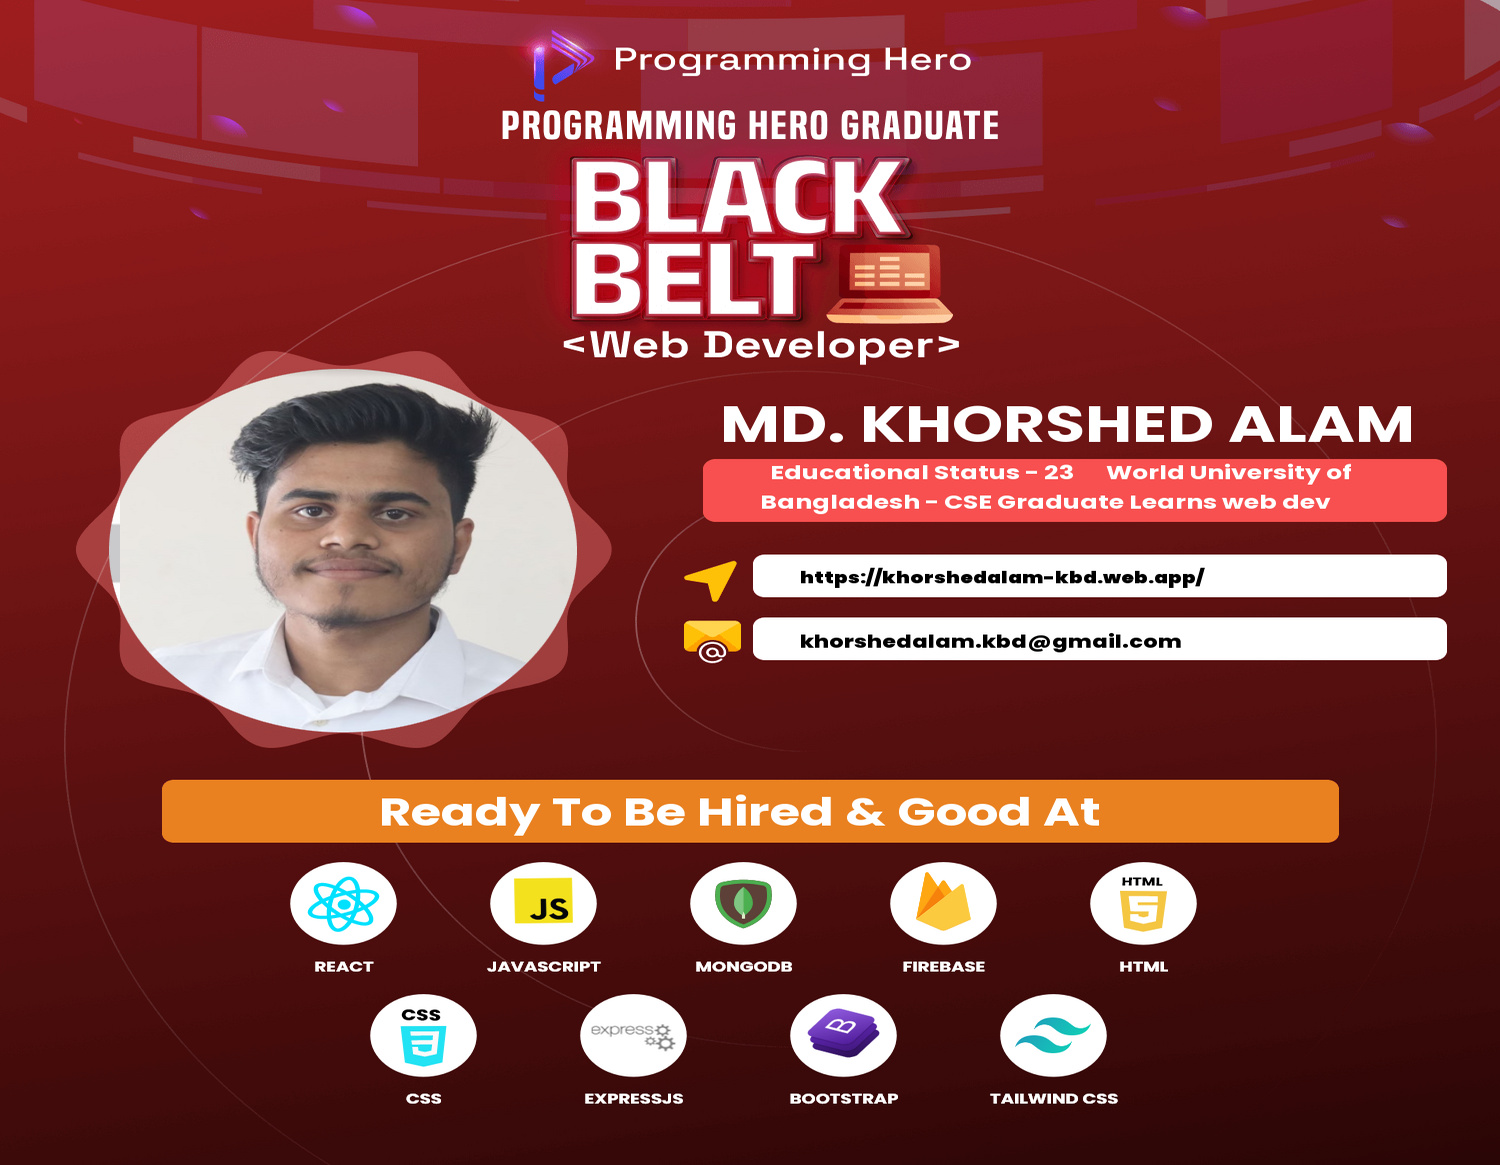 Programming Hero
PROGRAMMING HERO GRADUATE
BLACK
BELT
<Web Developer>
MD. KHORSHED ALAM
Educational Status - 23 World University of
Bangladesh - CSE Graduate Learns web dev
https://khorshedalam-kbd.web.app/
khorshedalam.kbd@gmail.com
Ready To Be Hired & Good At
JS
HTML
5
REACT
JAVASCRIPT
MONGODB
FIREBASE
HTML
CSS
3
express
B
CSS
EXPRESSJS
BOOTSTRAP
TAILWIND CSS